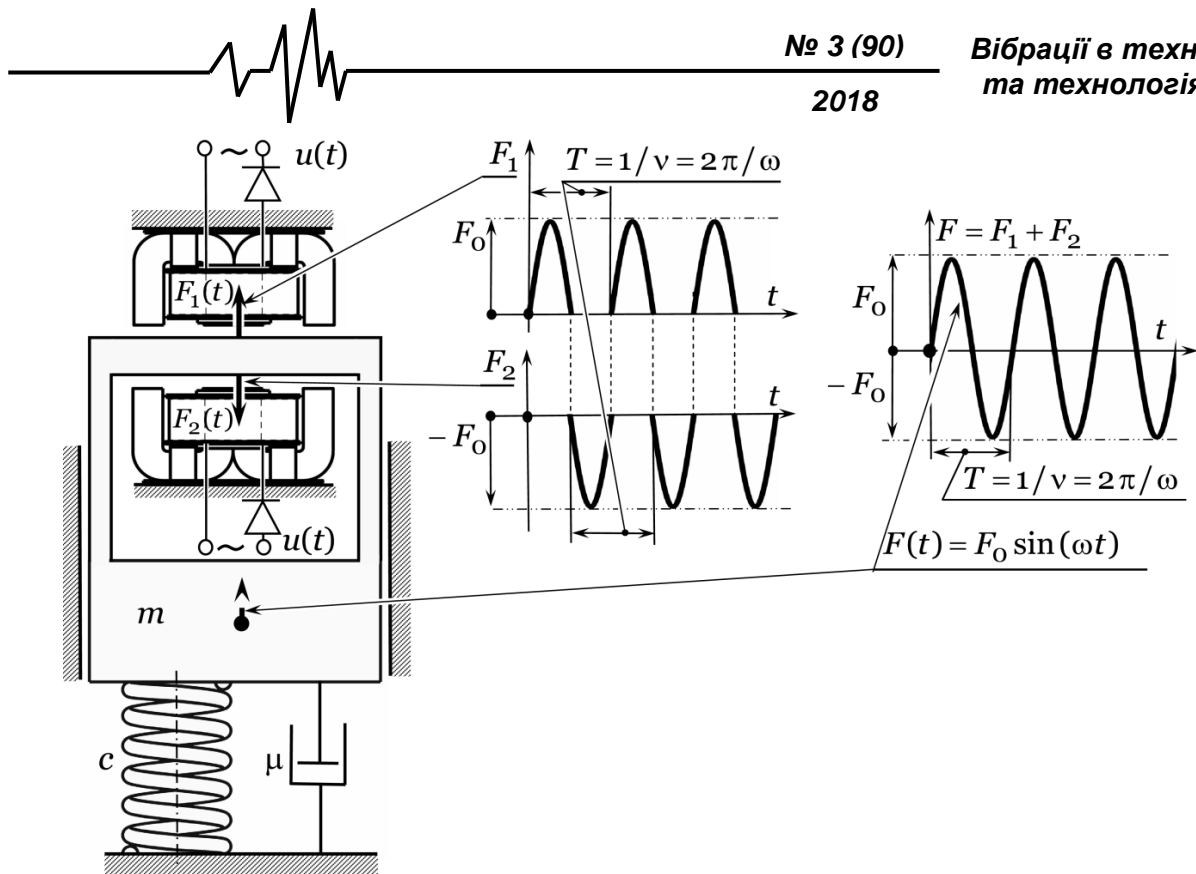 № 3 (90)
2018
Вібрації в техн
та технологія
u(t)
~
F₁(t)
F₂(t)
~
u(t)
m
c
μ
F₁
T = 1/ν = 2π/ω
F₀
t
F₂
t
− F₀
F = F₁ + F₂
F₀
t
− F₀
T = 1/ν = 2π/ω
F(t) = F₀ sin (ωt)